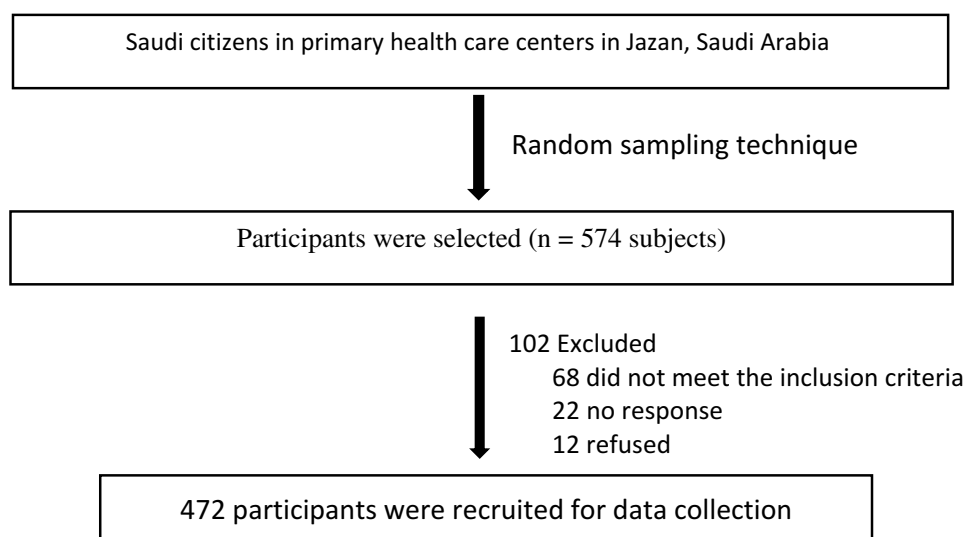 Saudi citizens in primary health care centers in Jazan, Saudi Arabia
Random sampling technique
Participants were selected (n = 574 subjects)
102 Excluded
68 did not meet the inclusion criteria
22 no response
12 refused
472 participants were recruited for data collection